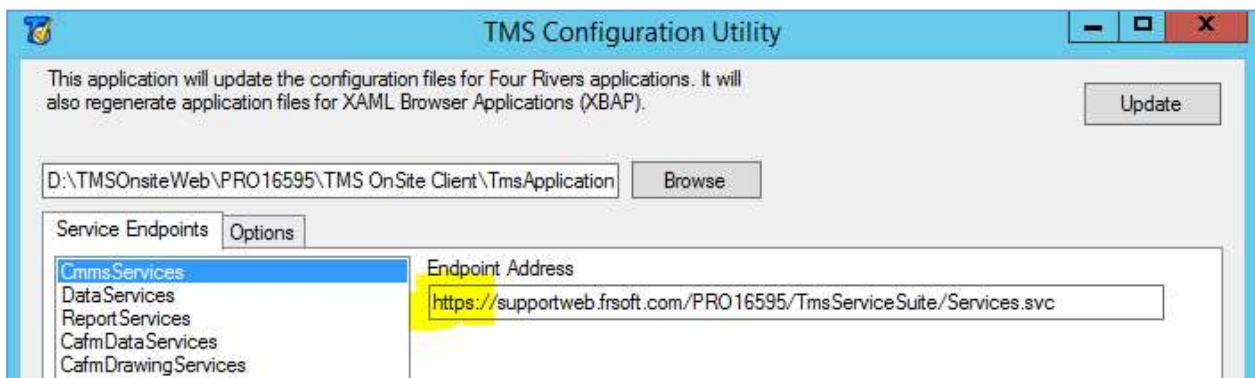 TMS Configuration Utility
This application will update the configuration files for Four Rivers applications. It will
also regenerate application files for XAML Browser Applications (XBAP).
Update
D:\TMSOnsiteWeb\PRO16595\TMS OnSite Client\TmsApplication
Browse
Service Endpoints
Options
CmmsServices
DataServices
ReportServices
CafmDataServices
CafmDrawingServices
Endpoint Address
https://supportweb.frsoft.com/PRO16595/TmsServiceSuite/Services.svc